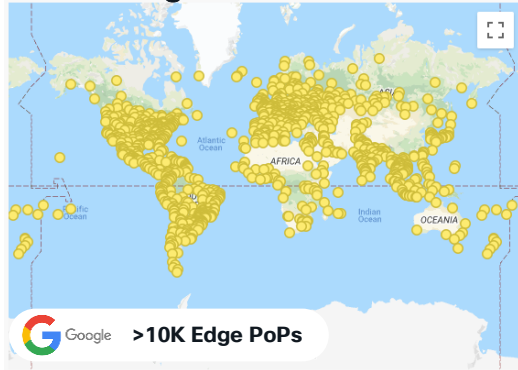 ASIA
Atlantic
Ocean
AFRICA
Pacific
Ocean
Indian
Ocean
OCEANIA
Google >10K Edge PoPs